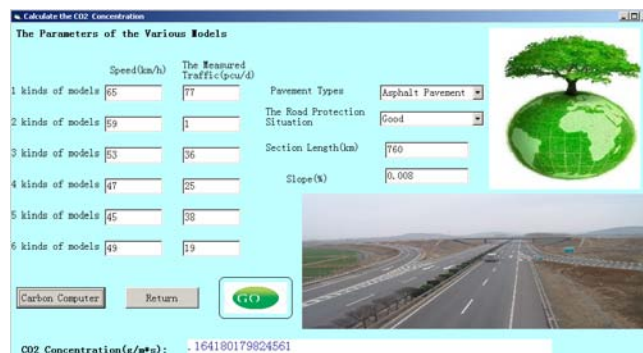 Calculate the CO2 Concentration
The Parameters of the Various Models
Speed(km/h)
The Measured
Traffic(pcu/d)
1 kinds of models 65 77
2 kinds of models 59 1
3 kinds of models 53 36
4 kinds of models 47 25
5 kinds of models 45 38
6 kinds of models 49 19
Pavement Types Asphalt Pavement
The Road Protection
Situation Good
Section Length(km) 760
Slope(%) 0.008
Carbon Computer Return GO
CO2 Concentration(g/m*s): .164180179824561